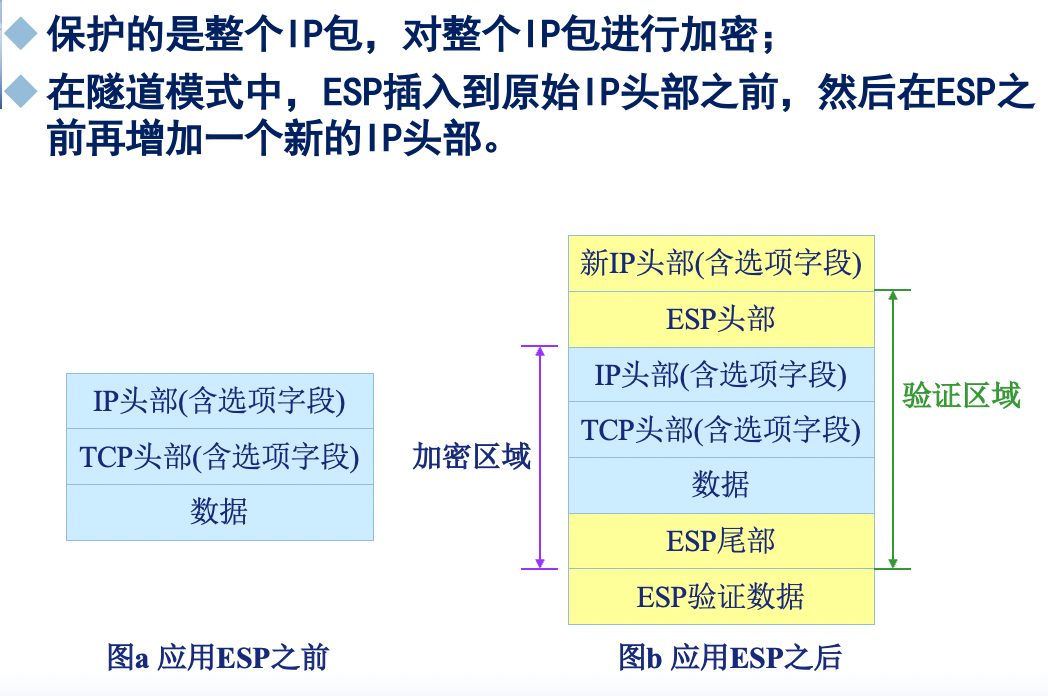 保护的是整个IP包，对整个IP包进行加密；
在隧道模式中，ESP插入到原始IP头部之前，然后在ESP之
前再增加一个新的IP头部。
新IP头部(含选项字段)
ESP头部
IP头部(含选项字段)
TCP头部(含选项字段)
数据
ESP尾部
ESP验证数据
加密区域
验证区域
IP头部(含选项字段)
TCP头部(含选项字段)
数据
图a 应用ESP之前
图b 应用ESP之后